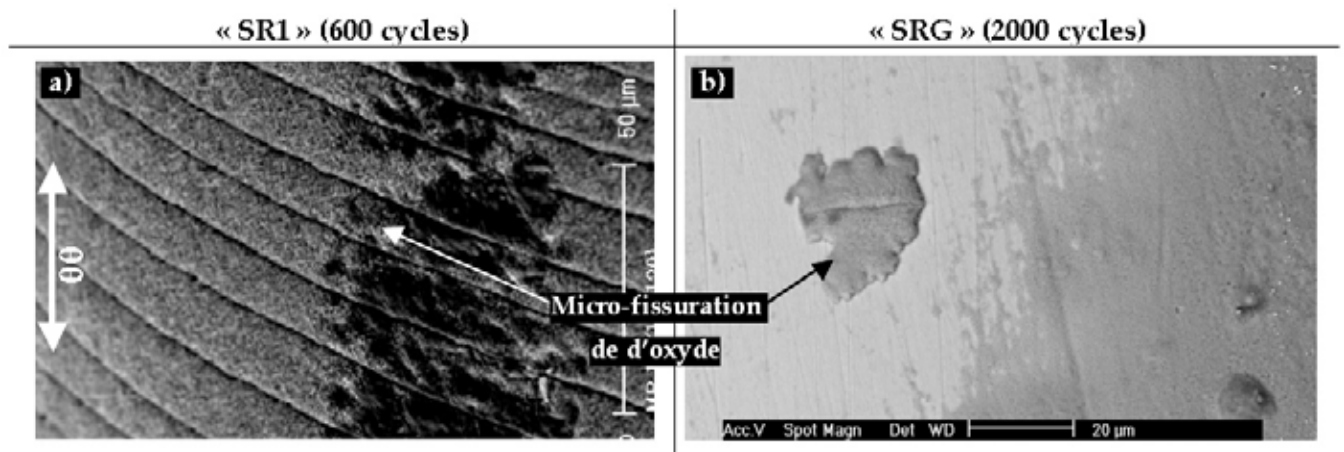 « SR1 » (600 cycles)
« SRG » (2000 cycles)
a)
b)
50 µm
θθ
Micro-fissuration
de d'oxyde
Acc.V Spot Magn Det WD 20 µm